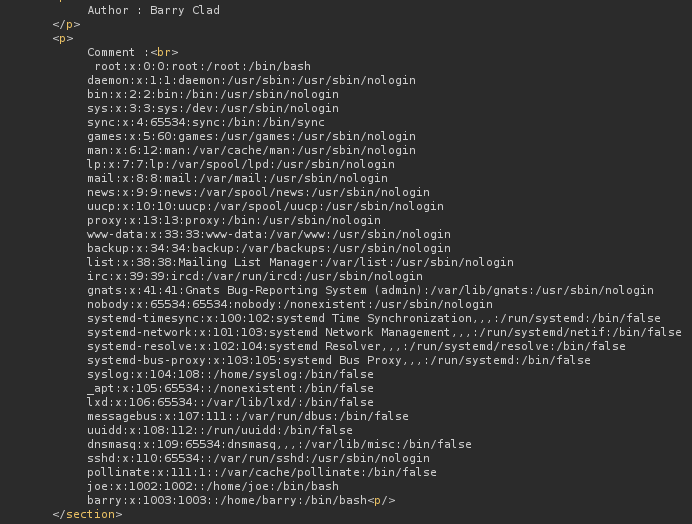 Author : Barry Clad
</p>
<p>
Comment :<br>
root:x:0:0:root:/root:/bin/bash
daemon:x:1:1:daemon:/usr/sbin:/usr/sbin/nologin
bin:x:2:2:bin:/bin:/usr/sbin/nologin
sys:x:3:3:sys:/dev:/usr/sbin/nologin
sync:x:4:65534:sync:/bin:/bin/sync
games:x:5:60:games:/usr/games:/usr/sbin/nologin
man:x:6:12:man:/var/cache/man:/usr/sbin/nologin
lp:x:7:7:lp:/var/spool/lpd:/usr/sbin/nologin
mail:x:8:8:mail:/var/mail:/usr/sbin/nologin
news:x:9:9:news:/var/spool/news:/usr/sbin/nologin
uucp:x:10:10:uucp:/var/spool/uucp:/usr/sbin/nologin
proxy:x:13:13:proxy:/bin:/usr/sbin/nologin
www-data:x:33:33:www-data:/var/www:/usr/sbin/nologin
backup:x:34:34:backup:/var/backups:/usr/sbin/nologin
list:x:38:38:Mailing List Manager:/var/list:/usr/sbin/nologin
irc:x:39:39:ircd:/var/run/ircd:/usr/sbin/nologin
gnats:x:41:41:Gnats Bug-Reporting System (admin):/var/lib/gnats:/usr/sbin/nologin
nobody:x:65534:65534:nobody:/nonexistent:/usr/sbin/nologin
systemd-timesync:x:100:102:systemd Time Synchronization,,,:/run/systemd:/bin/false
systemd-network:x:101:103:systemd Network Management,,,:/run/systemd/netif:/bin/false
systemd-resolve:x:102:104:systemd Resolver,,,:/run/systemd/resolve:/bin/false
systemd-bus-proxy:x:103:105:systemd Bus Proxy,,,:/run/systemd:/bin/false
syslog:x:104:108::/home/syslog:/bin/false
_apt:x:105:65534::/nonexistent:/bin/false
lxd:x:106:65534::/var/lib/lxd/:/bin/false
messagebus:x:107:111::/var/run/dbus:/bin/false
uuidd:x:108:112::/run/uuidd:/bin/false
dnsmasq:x:109:65534:dnsmasq,,,:/var/lib/misc:/bin/false
sshd:x:110:65534::/var/run/sshd:/usr/sbin/nologin
pollinate:x:111:1::/var/cache/pollinate:/bin/false
joe:x:1002:1002::/home/joe:/bin/bash
barry:x:1003:1003::/home/barry:/bin/bash<p/>
</section>